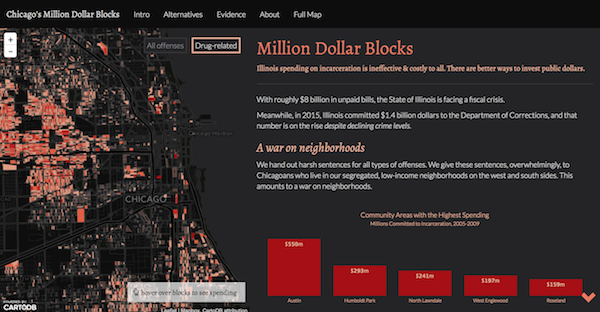 Chicago's Million Dollar Blocks Intro Alternatives Evidence About Full Map
+
-
All offenses Drug-related
CHICAGO
hover over blocks to see spending
POWERED BY
CARTODB
Leaflet | Mapbox, CartoDB attribution
Million Dollar Blocks
Illinois spending on incarceration is ineffective & costly to all. There are better ways to invest public dollars.
With roughly $8 billion in unpaid bills, the State of Illinois is facing a fiscal crisis.
Meanwhile, in 2015, Illinois committed $1.4 billion dollars to the Department of Corrections, and that
number is on the rise despite declining crime levels.
A war on neighborhoods
We hand out harsh sentences for all types of offenses. We give these sentences, overwhelmingly, to
Chicagoans who live in our segregated, low-income neighborhoods on the west and south sides. This
amounts to a war on neighborhoods.
Community Areas with the Highest Spending
Millions Committed to Incarceration, 2005-2009
$293m
$241m
$197m
$159m
Austin Humboldt Park North Lawndale West Englewood Roseland